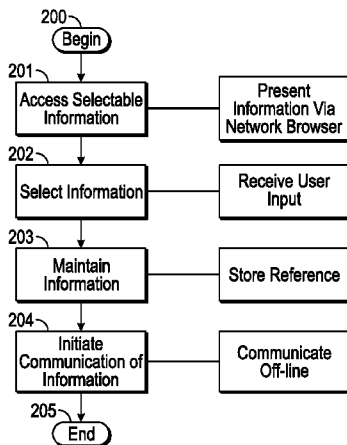 200
Begin
201
Access Selectable
Information
Present
Information Via
Network Browser
202
Select Information
Receive User
Input
203
Maintain
Information
Store Reference
204
Initiate
Communication of
Information
Communicate
Off-line
205
End